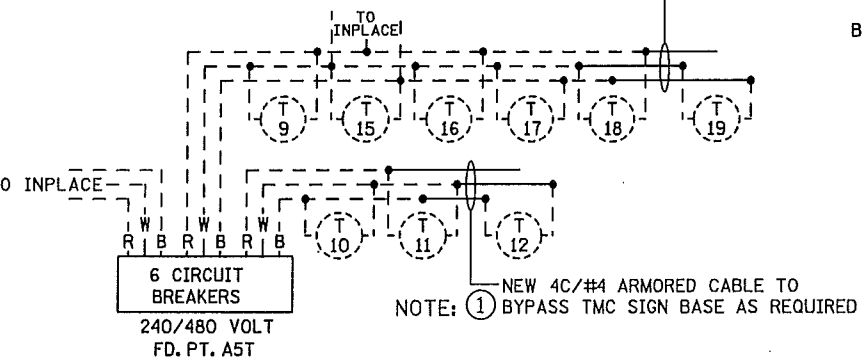 TO
INPLACE
B
T
9
T
15
T
16
T
17
T
18
T
19
O INPLACE
R W B R W B R W B
T
10
T
11
T
12
6 CIRCUIT
BREAKERS
240/480 VOLT
FD. PT. A5T
NEW 4C/#4 ARMORED CABLE TO
NOTE: 1 BYPASS TMC SIGN BASE AS REQUIRED